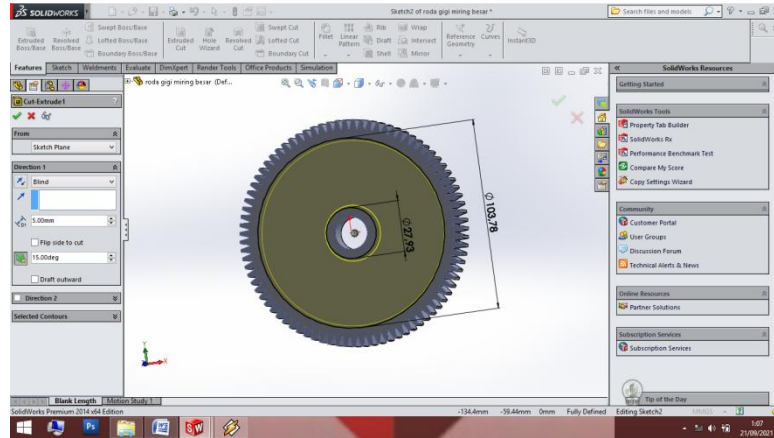 SOLIDWORKS
Sketch2 of roda gigi miring besar *
Search files and models
Extruded Boss/Base
Revolved Boss/Base
Swept Boss/Base
Lofted Boss/Base
Boundary Boss/Base
Extruded Cut
Hole Wizard
Revolved Cut
Swept Cut
Lofted Cut
Boundary Cut
Fillet
Linear Pattern
Rib
Draft
Shell
Wrap
Intersect
Mirror
Reference Geometry
Curves
Instant3D
Features
Sketch
Weldments
Evaluate
DimXpert
Render Tools
Office Products
Simulation
Cut-Extrude1
From
Sketch Plane
Direction 1
Blind
5.00mm
Flip side to cut
15.00deg
Draft outward
Direction 2
Selected Contours
roda gigi miring besar (Def...
∅103.78
∅27.93
Y
X
SolidWorks Resources
Getting Started
SolidWorks Tools
Property Tab Builder
SolidWorks Rx
Performance Benchmark Test
Compare My Score
Copy Settings Wizard
Community
Customer Portal
User Groups
Discussion Forum
Technical Alerts & News
Online Resources
Partner Solutions
Subscription Services
Subscription Services
Tip of the Day
Blank Length
Motion Study 1
SolidWorks Premium 2014 x64 Edition
-134.4mm
-59.44mm
0mm
Fully Defined
Editing Sketch2
MMGS
Ps
SW
1:07
21/09/2021